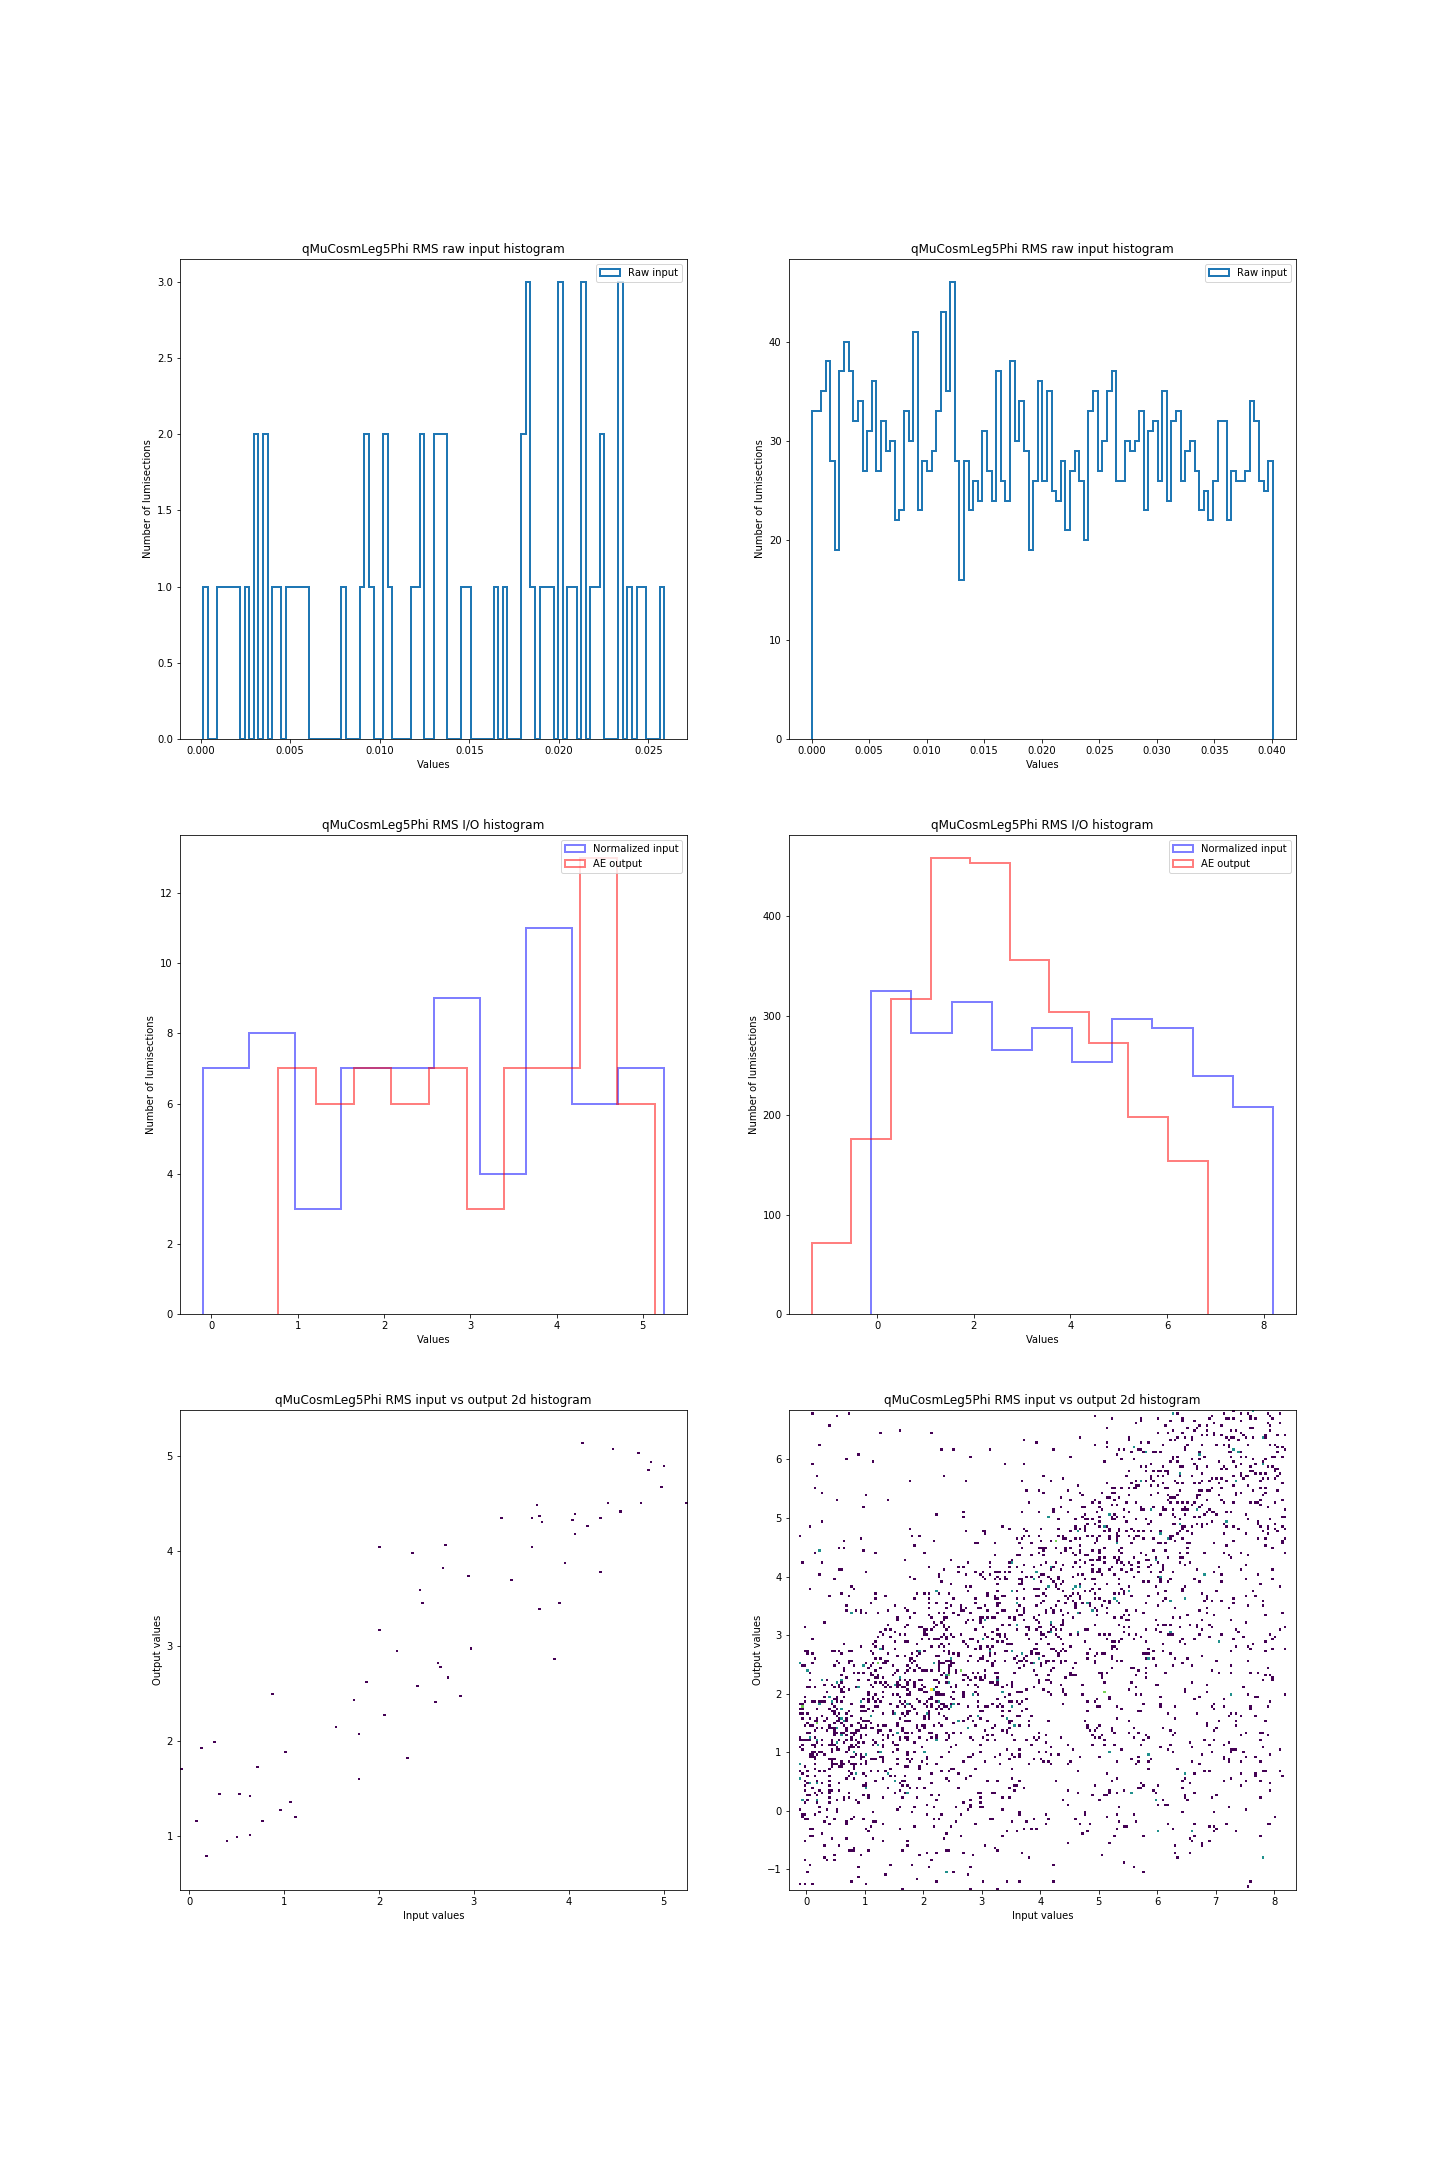 qMuCosmLeg5Phi RMS raw input histogram
Raw input
3.0
2.5
2.0
1.5
1.0
0.5
0.0
Number of lumisections
0.000 0.005 0.010 0.015 0.020 0.025
Values
qMuCosmLeg5Phi RMS raw input histogram
Raw input
40
30
20
10
0
Number of lumisections
0.000 0.005 0.010 0.015 0.020 0.025 0.030 0.035 0.040
Values
qMuCosmLeg5Phi RMS I/O histogram
Normalized input
AE output
12
10
8
6
4
2
0
Number of lumisections
0 1 2 3 4 5
Values
qMuCosmLeg5Phi RMS I/O histogram
Normalized input
AE output
400
300
200
100
0
Number of lumisections
0 2 4 6 8
Values
qMuCosmLeg5Phi RMS input vs output 2d histogram
5
4
3
2
1
Output values
0 1 2 3 4 5
Input values
qMuCosmLeg5Phi RMS input vs output 2d histogram
6
5
4
3
2
1
0
−1
Output values
0 1 2 3 4 5 6 7 8
Input values